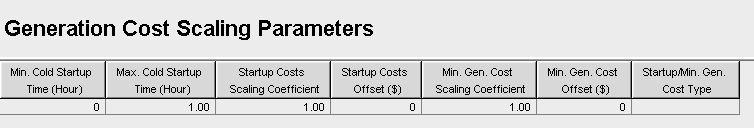 Generation Cost Scaling Parameters
Min. Cold Startup Time (Hour)
Max. Cold Startup Time (Hour)
Startup Costs Scaling Coefficient
Startup Costs Offset ($)
Min. Gen. Cost Scaling Coefficient
Min. Gen. Cost Offset ($)
Startup/Min. Gen. Cost Type
0 1.00 1.00 0 1.00 0